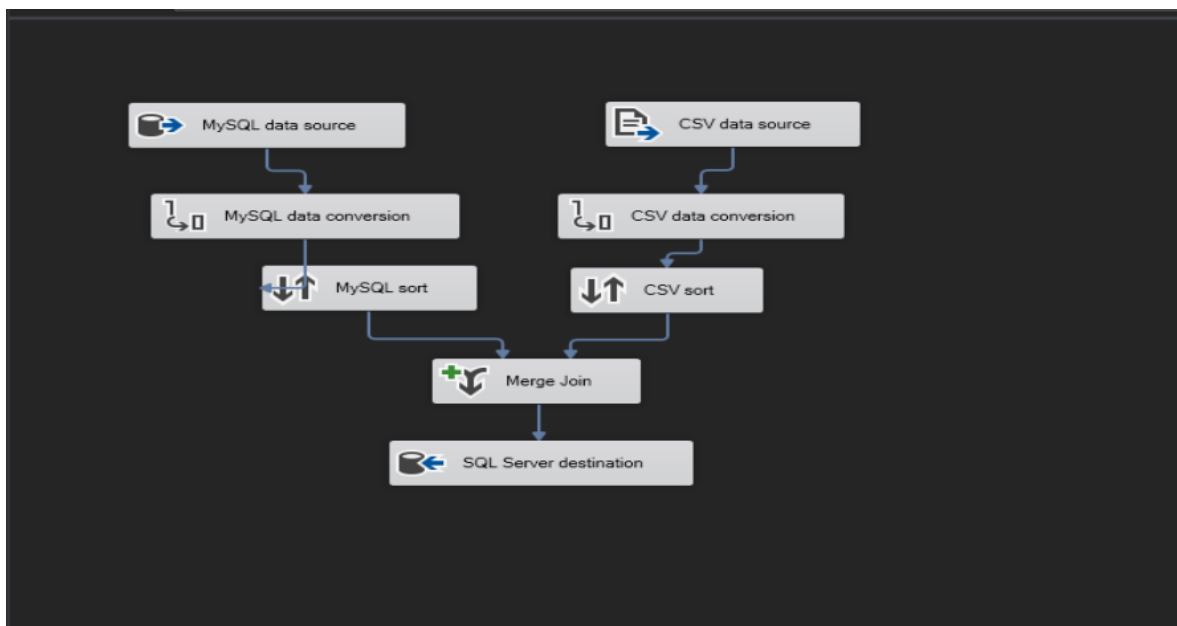 MySQL data source
CSV data source
MySQL data conversion
CSV data conversion
MySQL sort
CSV sort
Merge Join
SQL Server destination